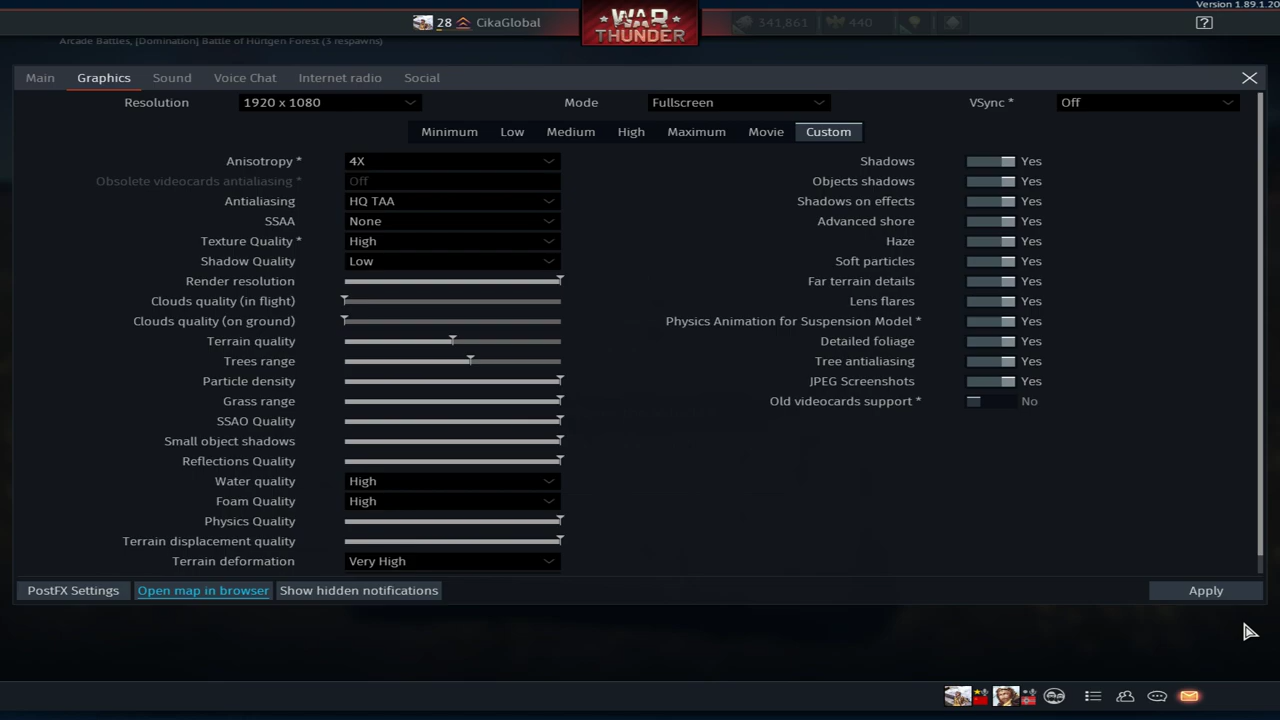 Version 1.89.1.20
28 CikaGlobal
WAR THUNDER
341,861 440
Arcade Battles, [Domination] Battle of Hürtgen Forest (3 respawns)
Main Graphics Sound Voice Chat Internet radio Social
Resolution 1920 x 1080 Mode Fullscreen VSync * Off
Minimum Low Medium High Maximum Movie Custom
Anisotropy * 4X Shadows Yes
Obsolete videocards antialiasing * Off Objects shadows Yes
Antialiasing HQ TAA Shadows on effects Yes
SSAA None Advanced shore Yes
Texture Quality * High Haze Yes
Shadow Quality Low Soft particles Yes
Render resolution Far terrain details Yes
Clouds quality (in flight) Lens flares Yes
Clouds quality (on ground) Physics Animation for Suspension Model * Yes
Terrain quality Detailed foliage Yes
Trees range Tree antialiasing Yes
Particle density JPEG Screenshots Yes
Grass range Old videocards support * No
SSAO Quality
Small object shadows
Reflections Quality
Water quality High
Foam Quality High
Physics Quality
Terrain displacement quality
Terrain deformation Very High
PostFX Settings Open map in browser Show hidden notifications Apply